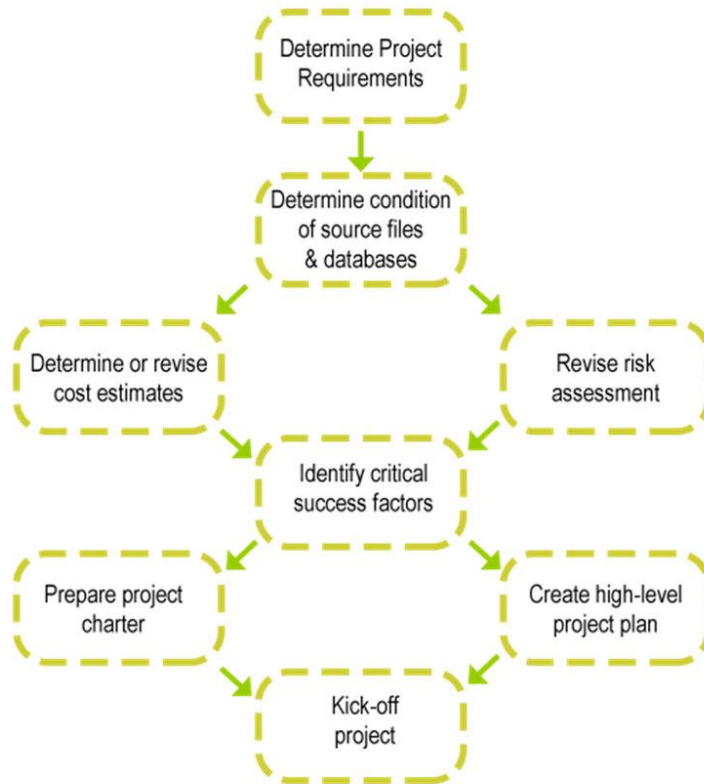 Determine Project
Requirements
Determine condition
of source files
& databases
Determine or revise
cost estimates
Revise risk
assessment
Identify critical
success factors
Prepare project
charter
Create high-level
project plan
Kick-off
project